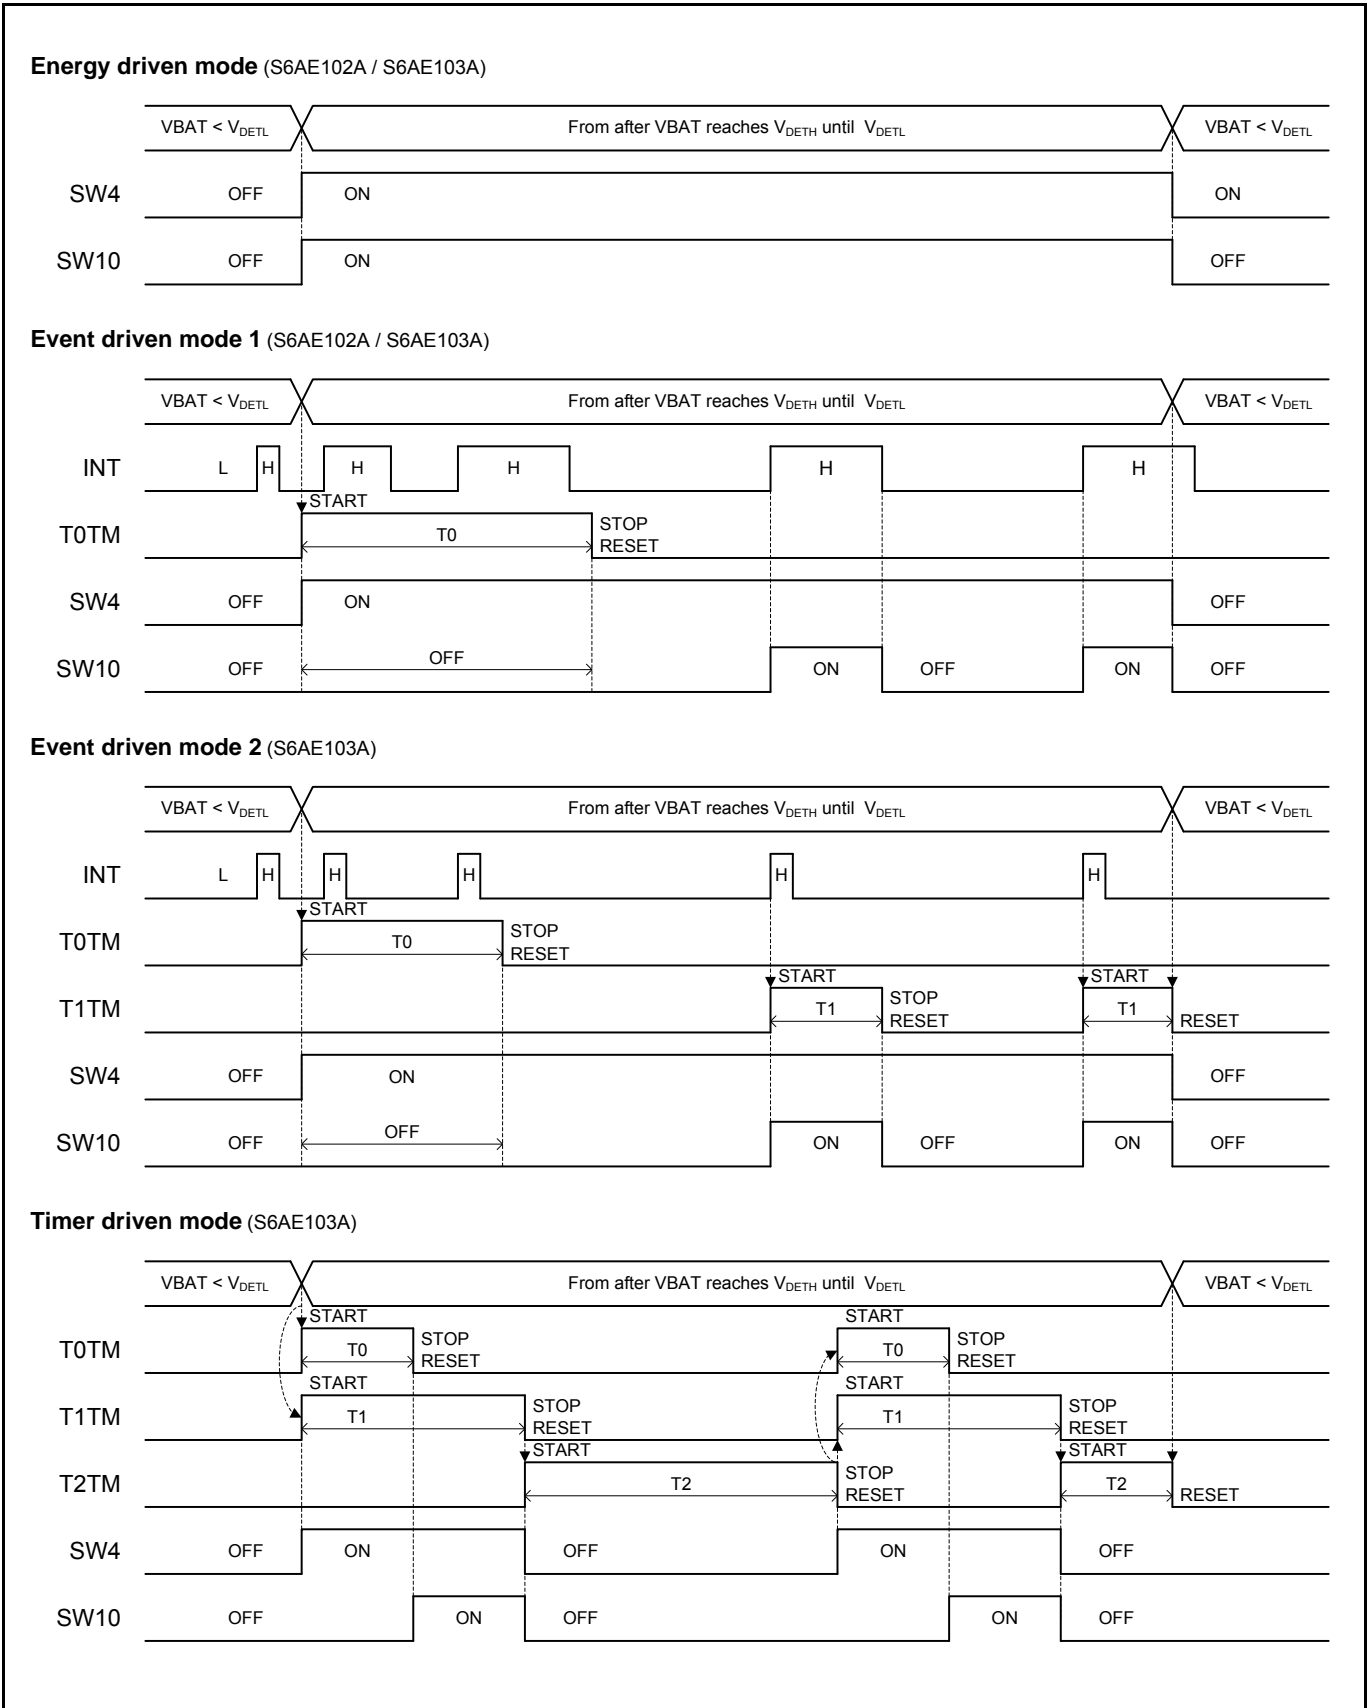 Energy driven mode (S6AE102A / S6AE103A)
VBAT < VDETL From after VBAT reaches VDETH until VDETL VBAT < VDETL
SW4 OFF ON ON
SW10 OFF ON OFF
Event driven mode 1 (S6AE102A / S6AE103A)
VBAT < VDETL From after VBAT reaches VDETH until VDETL VBAT < VDETL
INT L H H H H H
START
T0TM T0 STOP
RESET
SW4 OFF ON OFF
SW10 OFF OFF ON OFF ON OFF
Event driven mode 2 (S6AE103A)
VBAT < VDETL From after VBAT reaches VDETH until VDETL VBAT < VDETL
INT L H H H H H
START
T0TM T0 STOP
RESET
START START
T1TM T1 STOP T1
RESET RESET
SW4 OFF ON OFF
SW10 OFF OFF ON OFF ON OFF
Timer driven mode (S6AE103A)
VBAT < VDETL From after VBAT reaches VDETH until VDETL VBAT < VDETL
START START
T0TM T0 STOP T0 STOP
RESET RESET
START START
T1TM T1 STOP T1 STOP
RESET RESET
START START
T2TM T2 STOP T2
RESET RESET
SW4 OFF ON OFF ON OFF
SW10 OFF ON OFF ON OFF